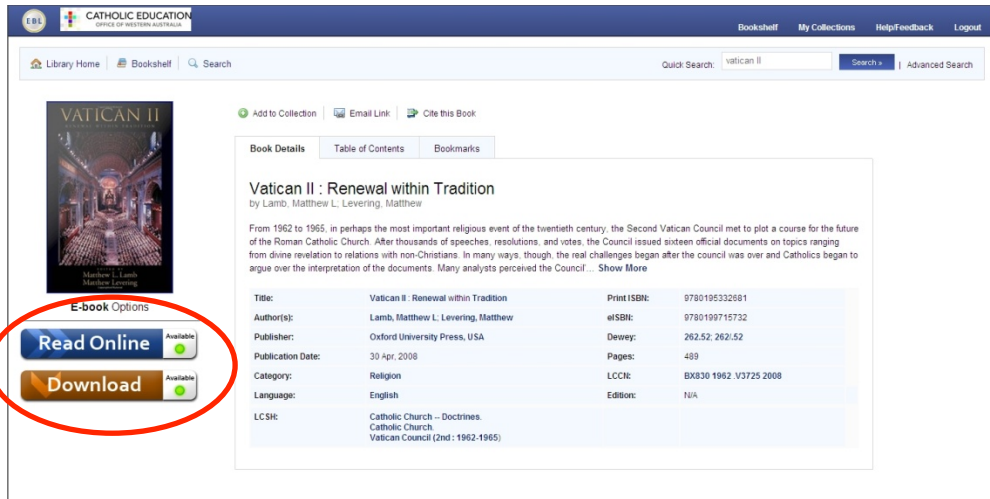 EBL
CATHOLIC EDUCATION
OFFICE OF WESTERN AUSTRALIA
Bookshelf My Collections Help/Feedback Logout
Library Home Bookshelf Search
Quick Search: vatican II Search » | Advanced Search
VATICAN II
RENEWAL WITHIN TRADITION
EDITED BY
Matthew L. Lamb
Matthew Levering
E-book Options
Read Online Available
Download Available
Add to Collection Email Link Cite this Book
Book Details Table of Contents Bookmarks
Vatican II : Renewal within Tradition
by Lamb, Matthew L; Levering, Matthew
From 1962 to 1965, in perhaps the most important religious event of the twentieth century, the Second Vatican Council met to plot a course for the future
of the Roman Catholic Church. After thousands of speeches, resolutions, and votes, the Council issued sixteen official documents on topics ranging
from divine revelation to relations with non-Christians. In many ways, though, the real challenges began after the council was over and Catholics began to
argue over the interpretation of the documents. Many analysts perceived the Council'... Show More
Title: Vatican II : Renewal within Tradition Print ISBN: 9780195332681
Author(s): Lamb, Matthew L; Levering, Matthew eISBN: 9780199715732
Publisher: Oxford University Press, USA Dewey: 262.52; 262/.52
Publication Date: 30 Apr, 2008 Pages: 489
Category: Religion LCCN: BX830 1962 .V3725 2008
Language: English Edition: N/A
LCSH: Catholic Church -- Doctrines.
Catholic Church.
Vatican Council (2nd : 1962-1965)